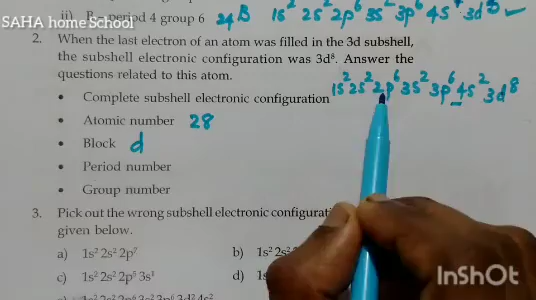 ii) B - period 4 group 6 24B 1s² 2s² 2p⁶ 3s² 3p⁶ 4s¹ 3d⁵
SAHA home School
2. When the last electron of an atom was filled in the 3d subshell,
the subshell electronic configuration was 3d⁸. Answer the
questions related to this atom.
• Complete subshell electronic configuration 1s² 2s² 2p⁶ 3s² 3p⁶ 4s² 3d⁸
• Atomic number 28
• Block d
• Period number
• Group number
3. Pick out the wrong subshell electronic
given below.
a) 1s² 2s² 2p⁷ b) 1s² 2s²
c) 1s² 2s² 2p⁵ 3s¹ d)
InShOt